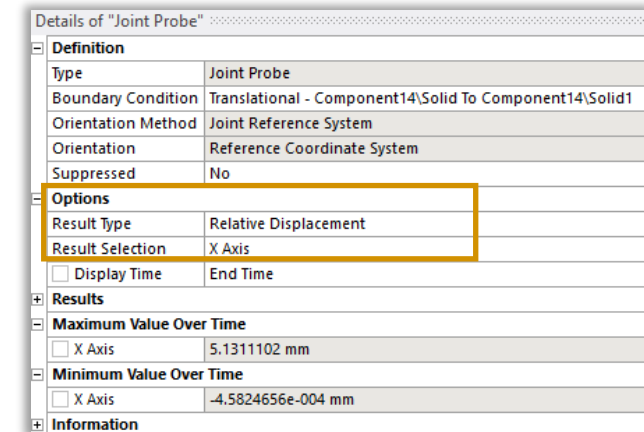 Details of "Joint Probe"
Definition
Type Joint Probe
Boundary Condition Translational - Component14\Solid To Component14\Solid1
Orientation Method Joint Reference System
Orientation Reference Coordinate System
Suppressed No
Options
Result Type Relative Displacement
Result Selection X Axis
Display Time End Time
Results
Maximum Value Over Time
X Axis 5.1311102 mm
Minimum Value Over Time
X Axis -4.5824656e-004 mm
Information